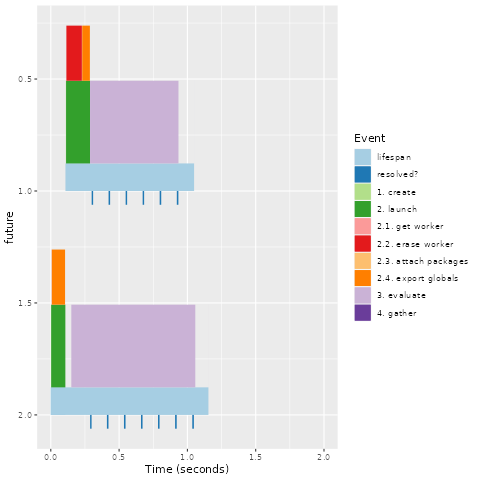 0.5
1.0
1.5
2.0
future
0.0
0.5
1.0
1.5
2.0
Time (seconds)
Event
lifespan
resolved?
1. create
2. launch
2.1. get worker
2.2. erase worker
2.3. attach packages
2.4. export globals
3. evaluate
4. gather